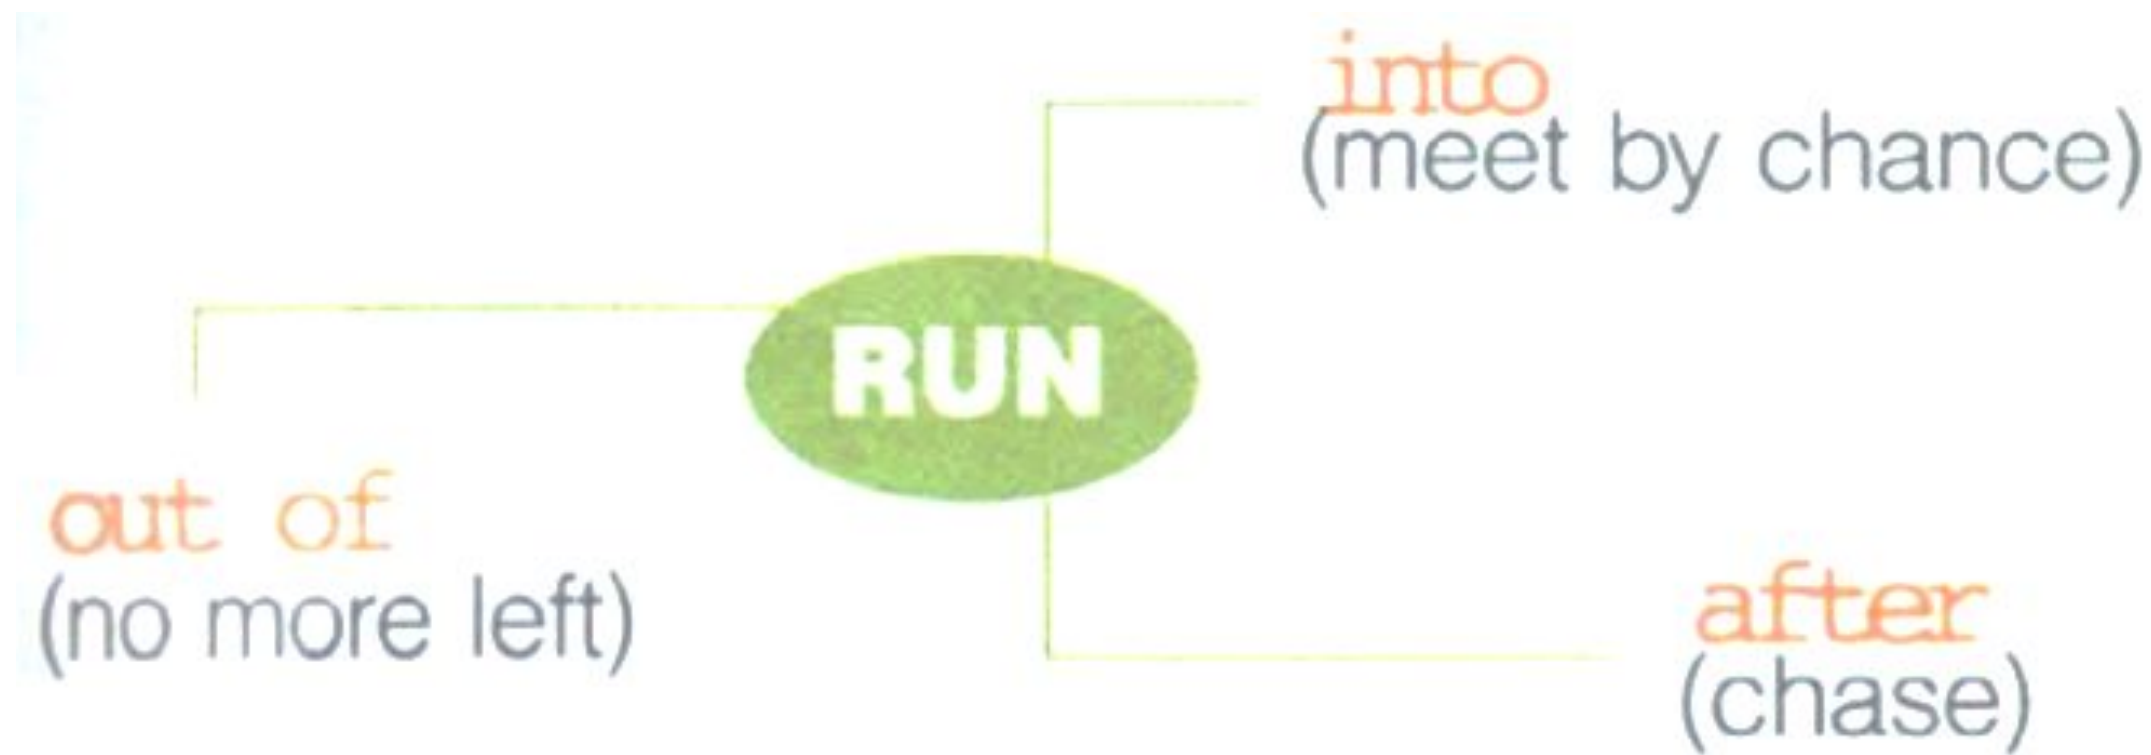 into
(meet by chance)
RUN
out of
(no more left)
after
(chase)